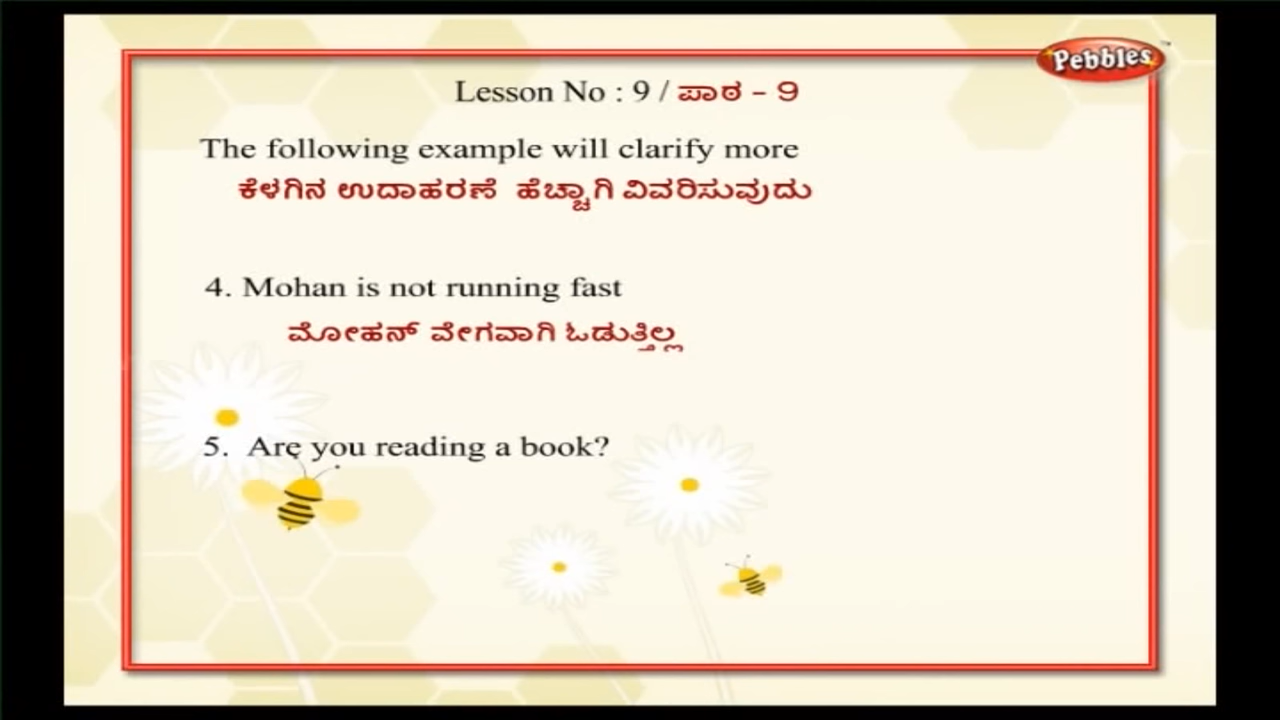 Pebbles™
Lesson No : 9 / ಪಾಠ - 9
The following example will clarify more
ಕೆಳಗಿನ ಉದಾಹರಣೆ ಹೆಚ್ಚಾಗಿ ವಿವರಿಸುವುದು
4. Mohan is not running fast
ಮೋಹನ್ ವೇಗವಾಗಿ ಓಡುತ್ತಿಲ್ಲ
5. Are you reading a book?